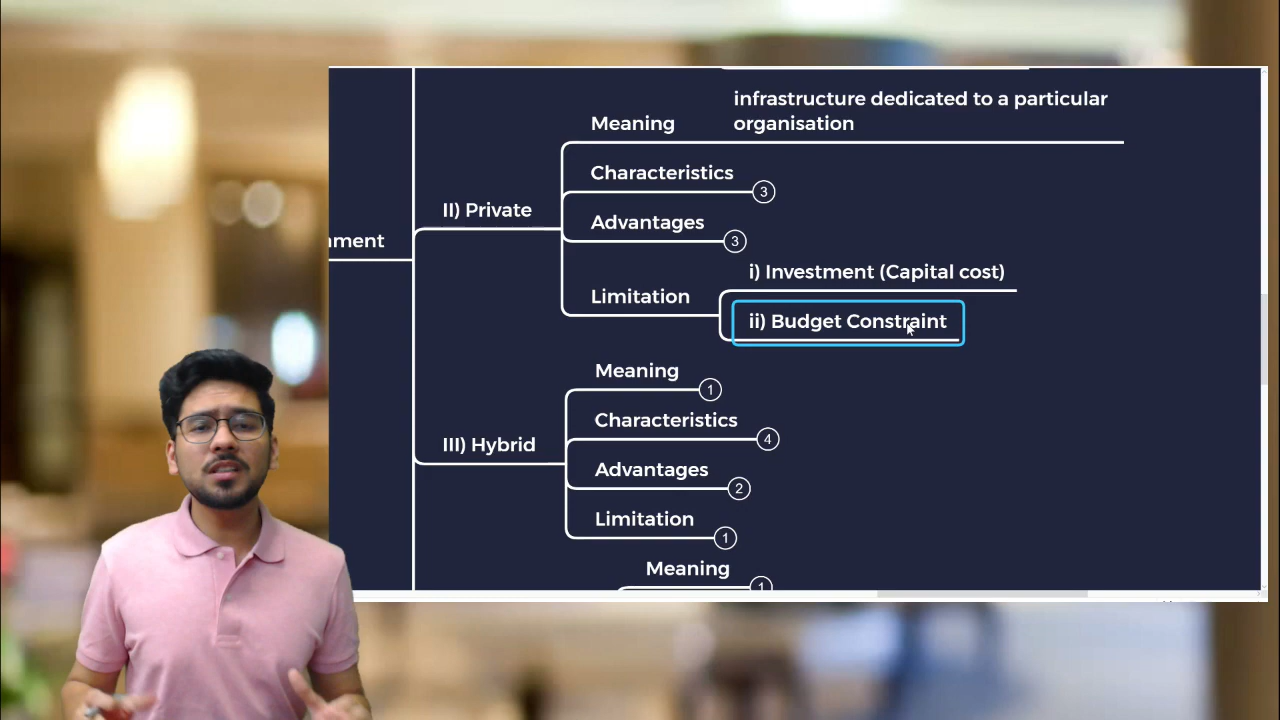 infrastructure dedicated to a particular
organisation
Meaning
Characteristics
3
II) Private
Advantages
3
i) Investment (Capital cost)
Limitation
ii) Budget Constraint
Meaning
1
Characteristics
4
III) Hybrid
Advantages
2
Limitation
1
Meaning
1